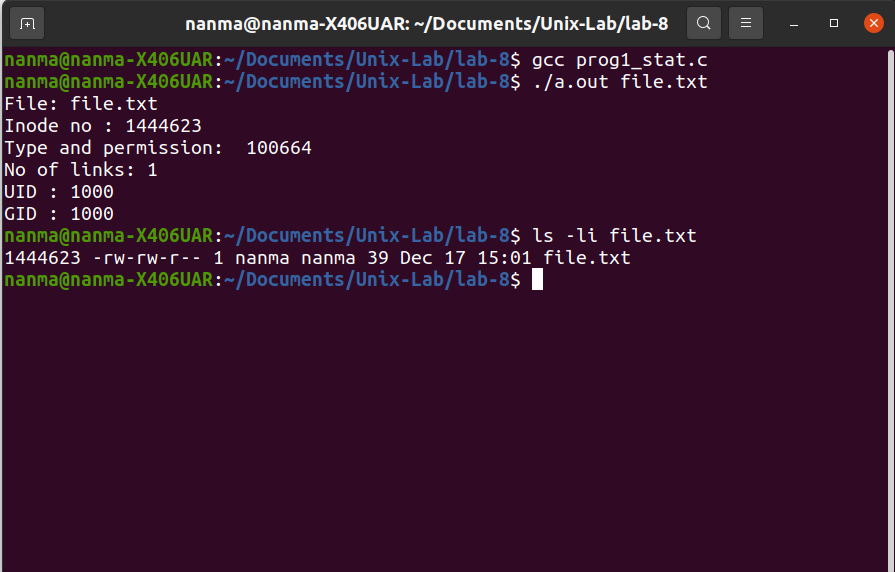 nanma@nanma-X406UAR: ~/Documents/Unix-Lab/lab-8
nanma@nanma-X406UAR:~/Documents/Unix-Lab/lab-8$ gcc prog1_stat.c
nanma@nanma-X406UAR:~/Documents/Unix-Lab/lab-8$ ./a.out file.txt
File: file.txt
Inode no : 1444623
Type and permission:  100664
No of links: 1
UID : 1000
GID : 1000
nanma@nanma-X406UAR:~/Documents/Unix-Lab/lab-8$ ls -li file.txt
1444623 -rw-rw-r-- 1 nanma nanma 39 Dec 17 15:01 file.txt
nanma@nanma-X406UAR:~/Documents/Unix-Lab/lab-8$